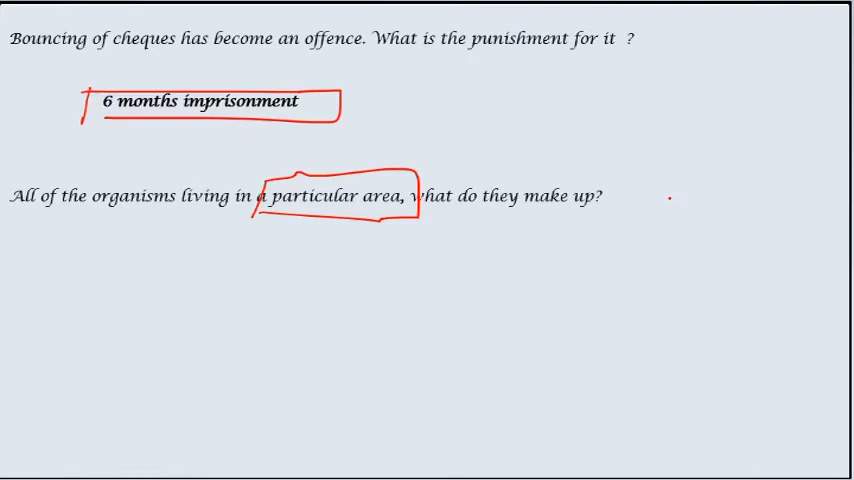 Bouncing of cheques has become an offence. What is the punishment for it ?
6 months imprisonment
All of the organisms living in a particular area, what do they make up?